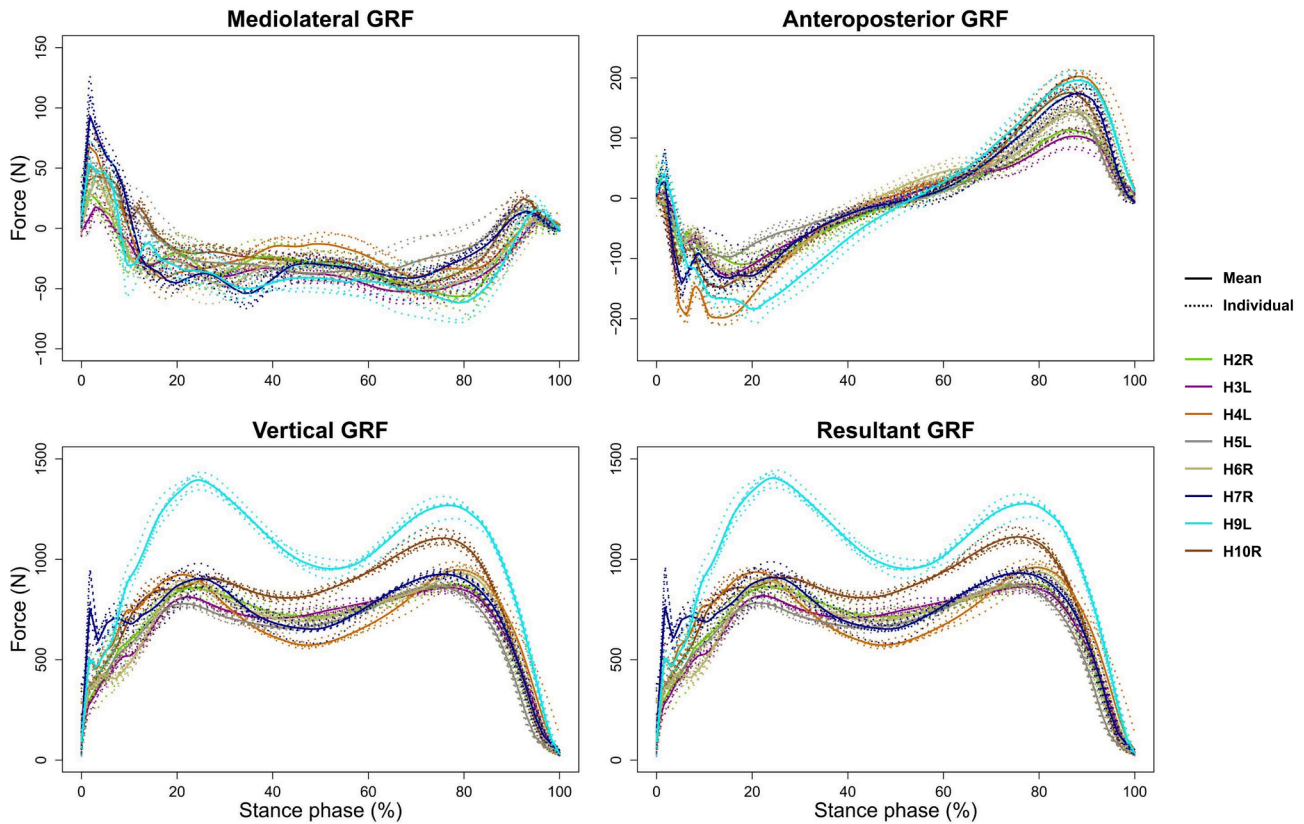 Mediolateral GRF
150
100
50
0
−50
−100
Force (N)
0 20 40 60 80 100
Anteroposterior GRF
200
100
0
−100
−200
0 20 40 60 80 100
Vertical GRF
1500
1000
500
0
Force (N)
0 20 40 60 80 100
Stance phase (%)
Resultant GRF
1500
1000
500
0
0 20 40 60 80 100
Stance phase (%)
Mean
Individual
H2R
H3L
H4L
H5L
H6R
H7R
H9L
H10R